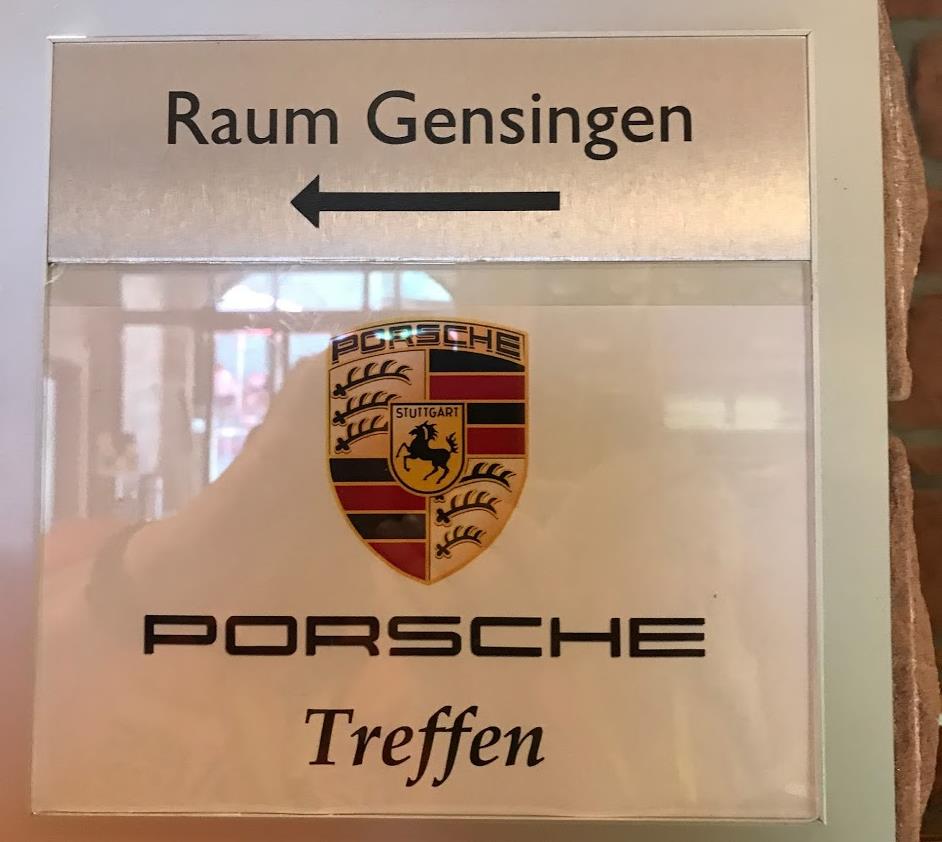 Raum Gensingen
PORSCHE
STUTTGART
PORSCHE
Treffen